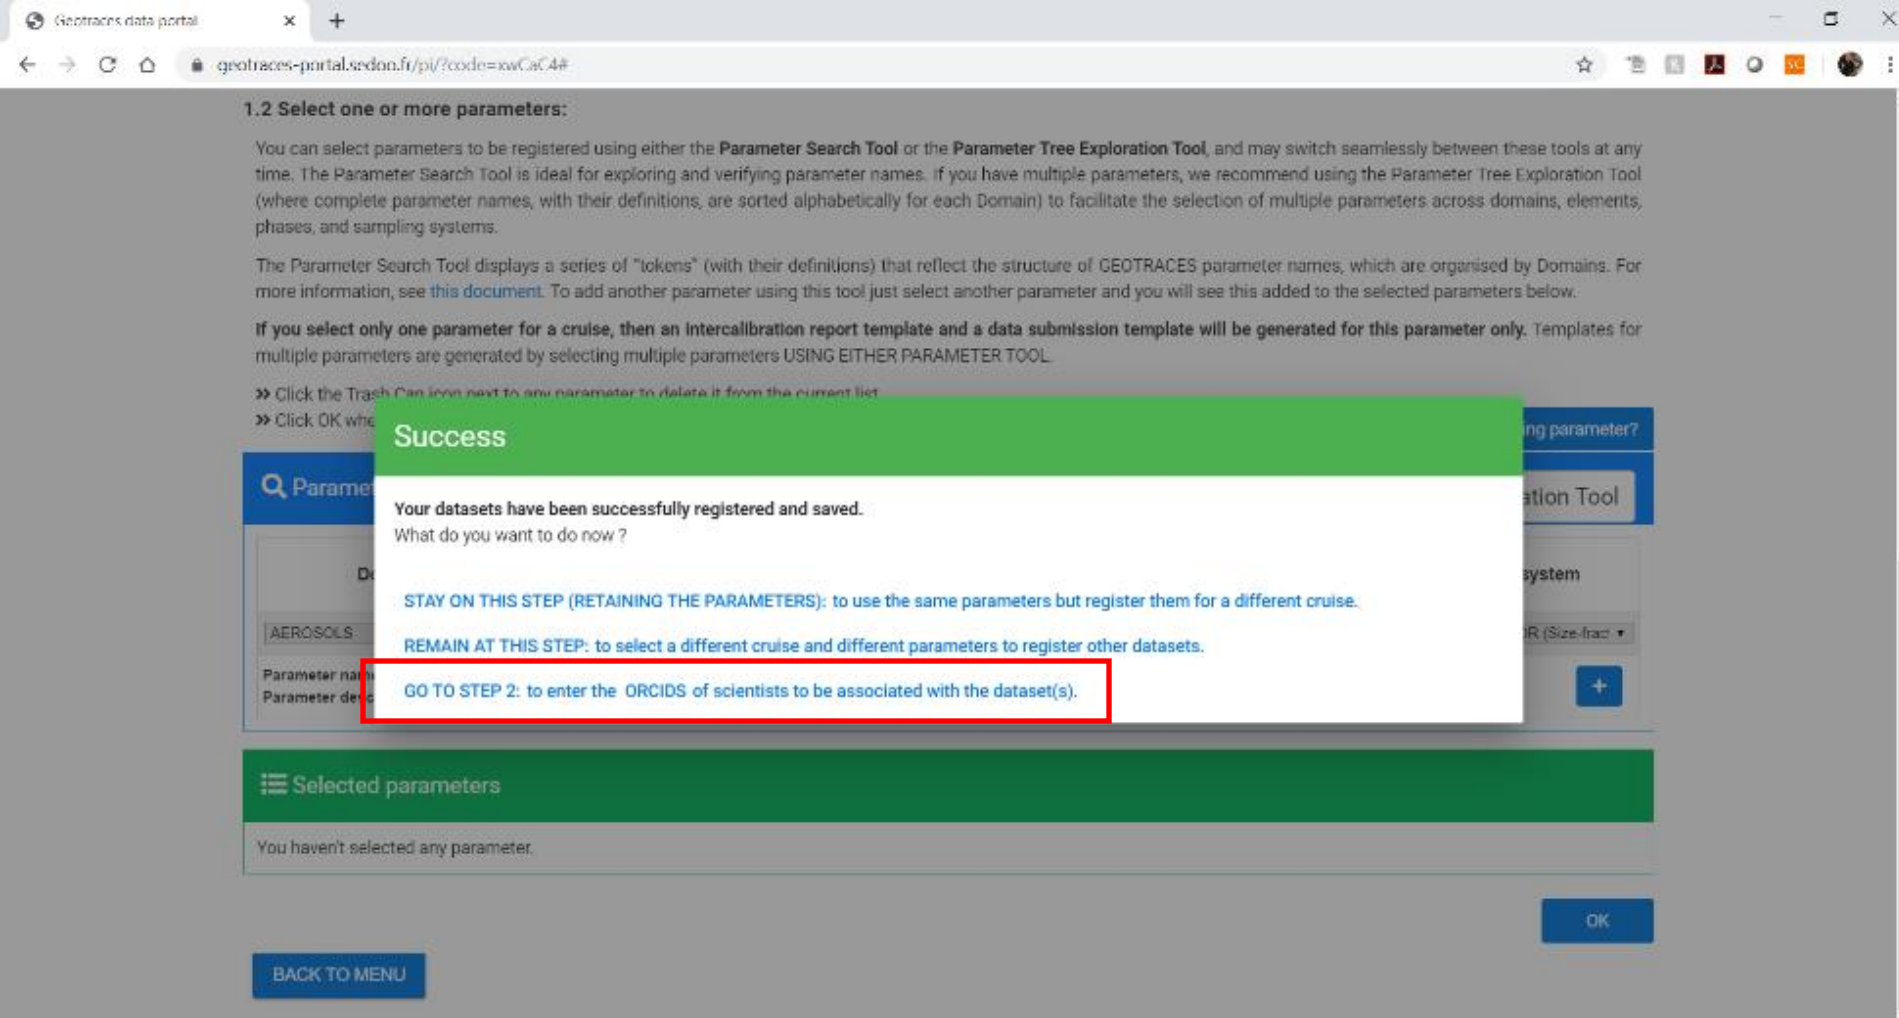 Geotraces data portal
geotraces-portal.sedoo.fr/pi/?code=xwCaC4#
1.2 Select one or more parameters:
You can select parameters to be registered using either the Parameter Search Tool or the Parameter Tree Exploration Tool, and may switch seamlessly between these tools at any
time. The Parameter Search Tool is ideal for exploring and verifying parameter names. If you have multiple parameters, we recommend using the Parameter Tree Exploration Tool
(where complete parameter names, with their definitions, are sorted alphabetically for each Domain) to facilitate the selection of multiple parameters across domains, elements,
phases, and sampling systems.
The Parameter Search Tool displays a series of "tokens" (with their definitions) that reflect the structure of GEOTRACES parameter names, which are organised by Domains. For
more information, see this document. To add another parameter using this tool just select another parameter and you will see this added to the selected parameters below.
If you select only one parameter for a cruise, then an intercalibration report template and a data submission template will be generated for this parameter only. Templates for
multiple parameters are generated by selecting multiple parameters USING EITHER PARAMETER TOOL.
» Click the Trash Can icon next to any parameter to delete it from the current list
» Click OK whe
ing parameter?
Success
Paramet
ation Tool
Your datasets have been successfully registered and saved.
What do you want to do now ?
Do
system
STAY ON THIS STEP (RETAINING THE PARAMETERS): to use the same parameters but register them for a different cruise.
AEROSOLS
IR (Size-fract
REMAIN AT THIS STEP: to select a different cruise and different parameters to register other datasets.
Parameter name
GO TO STEP 2: to enter the ORCIDS of scientists to be associated with the dataset(s).
Parameter desc
+
Selected parameters
You haven't selected any parameter.
OK
BACK TO MENU